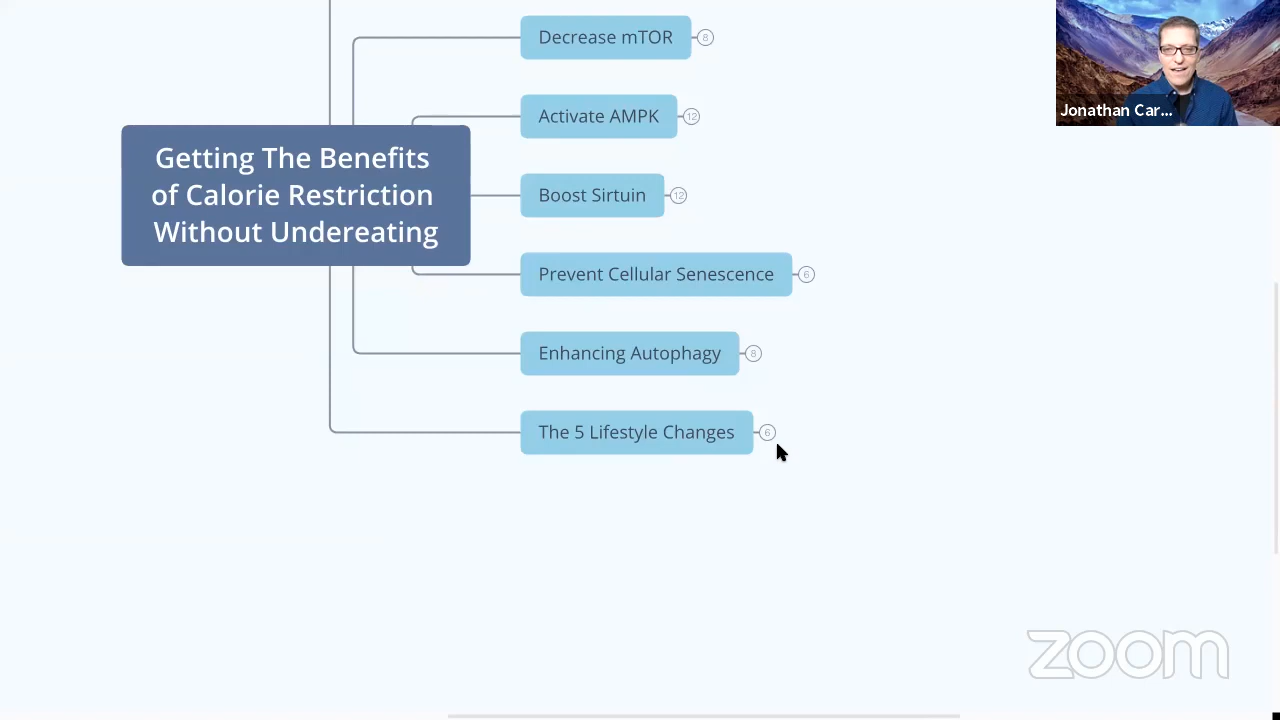 Decrease mTOR
8
Jonathan Car...
Activate AMPK
12
Getting The Benefits
of Calorie Restriction
Without Undereating
Boost Sirtuin
12
Prevent Cellular Senescence
6
Enhancing Autophagy
8
The 5 Lifestyle Changes
6
zoom